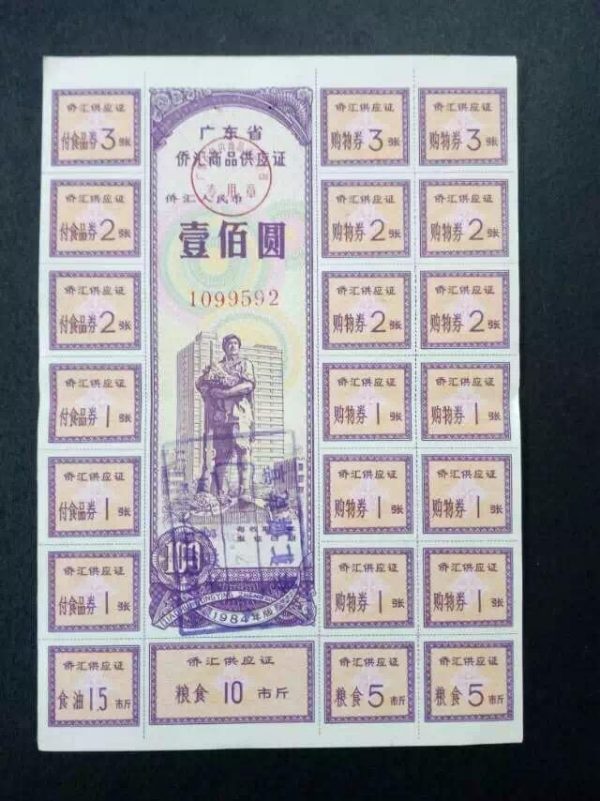 侨汇供应证
付食品券3张
侨汇供应证
付食品券2张
侨汇供应证
付食品券2张
侨汇供应证
付食品券1张
侨汇供应证
付食品券1张
侨汇供应证
付食品券1张
侨汇供应证
食油15市斤
广东省
侨汇商品供应证
专用章
侨汇人民币
壹佰圆
1099592
100
1984年版
侨汇供应证
粮食10市斤
侨汇供应证
购物券3张
侨汇供应证
购物券2张
侨汇供应证
购物券2张
侨汇供应证
购物券1张
侨汇供应证
购物券1张
侨汇供应证
购物券1张
侨汇供应证
粮食5市斤
侨汇供应证
购物券3张
侨汇供应证
购物券2张
侨汇供应证
购物券2张
侨汇供应证
购物券1张
侨汇供应证
购物券1张
侨汇供应证
购物券1张
侨汇供应证
粮食5市斤